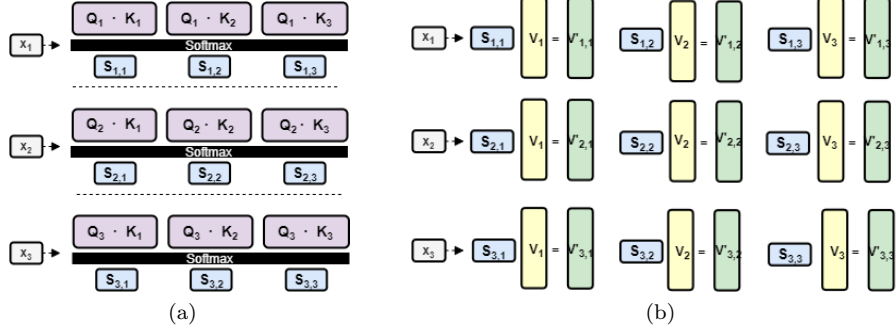 Q1 · K1 Q1 · K2 Q1 · K3
x1 Softmax
S1,1 S1,2 S1,3
Q2 · K1 Q2 · K2 Q2 · K3
x2 Softmax
S2,1 S2,2 S2,3
Q3 · K1 Q3 · K2 Q3 · K3
x3 Softmax
S3,1 S3,2 S3,3
(a)
x1 S1,1 V1 = V'1,1 S1,2 V2 = V'1,2 S1,3 V3 = V'1,3
x2 S2,1 V1 = V'2,1 S2,2 V2 = V'2,2 S2,3 V3 = V'2,3
x3 S3,1 V1 = V'3,1 S3,2 V2 = V'3,2 S3,3 V3 = V'3,3
(b)